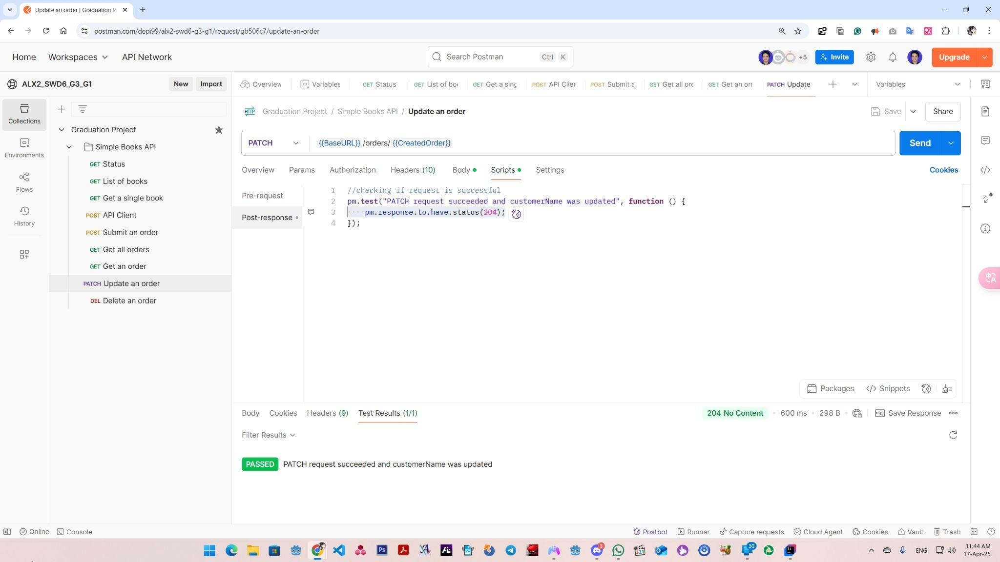 Update an order | Graduation P
postman.com/depi99/alx2-swd6-g3-g1/request/qb506c7/update-an-order
Home Workspaces API Network Search Postman Ctrl K +5 Invite Upgrade
ALX2_SWD6_G3_G1 New Import
Overview Variables GET Status GET List of boo GET Get a sing POST API Clien POST Submit a GET Get all ord GET Get an ord PATCH Update Variables
Collections
Environments
Flows
History
Graduation Project
Simple Books API
GET Status
GET List of books
GET Get a single book
POST API Client
POST Submit an order
GET Get all orders
GET Get an order
PATCH Update an order
DEL Delete an order
HTTP Graduation Project / Simple Books API / Update an order Save Share
PATCH {{BaseURL}} /orders/ {{CreatedOrder}} Send
Overview Params Authorization Headers (10) Body Scripts Settings Cookies
Pre-request
Post-response
1 //checking if request is successful
2 pm.test("PATCH request succeeded and customerName was updated", function () {
3 pm.response.to.have.status(204);
4 });
Packages </> Snippets
Body Cookies Headers (9) Test Results (1/1) 204 No Content 600 ms 298 B e.g. Save Response
Filter Results
PASSED PATCH request succeeded and customerName was updated
Online Console Postbot Runner Capture requests Cloud Agent Cookies Vault Trash
Ps 321 3 30 ENG 11:44 AM
17-Apr-25